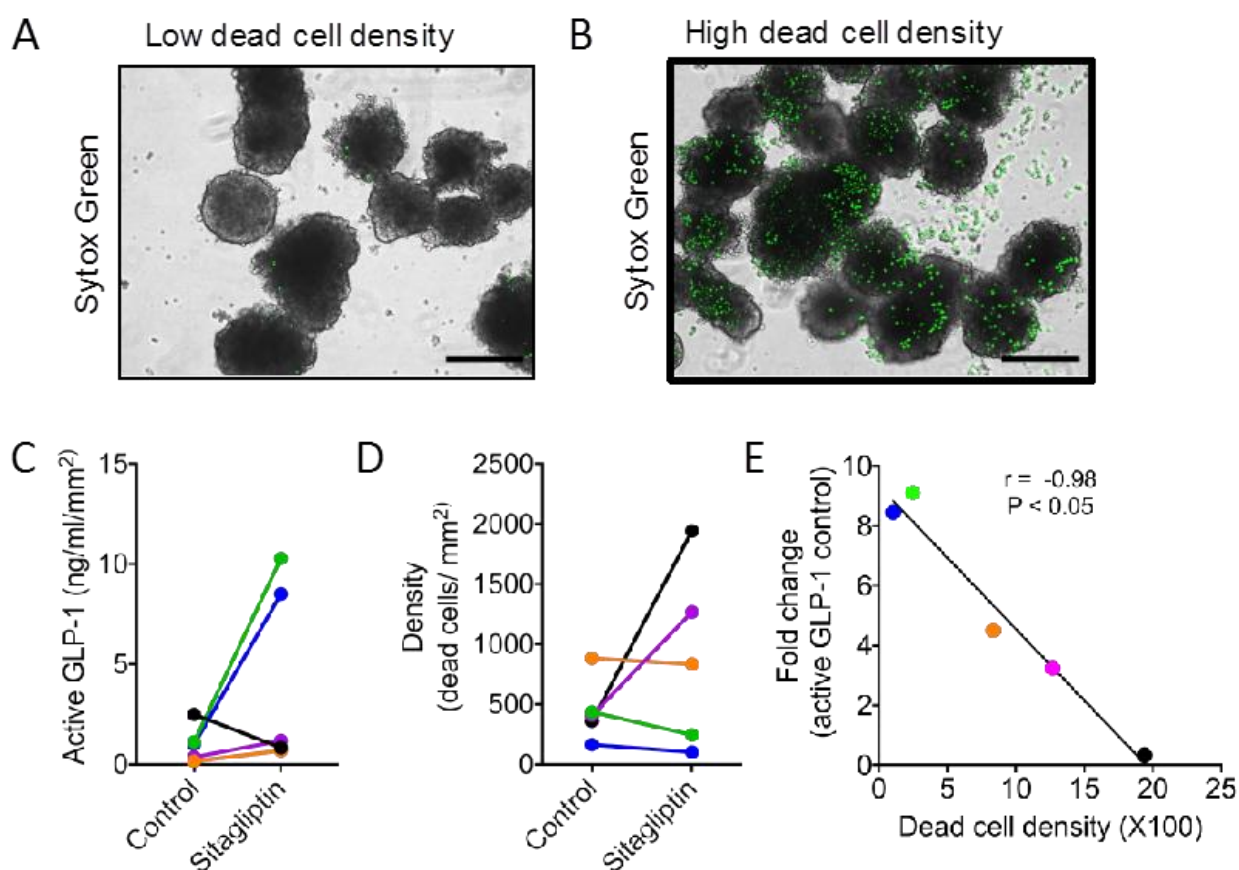 A
Low dead cell density
Sytox Green
B
High dead cell density
Sytox Green
C
Active GLP-1 (ng/ml/mm²)
15
10
5
0
Control
Sitagliptin
D
Density
(dead cells/ mm²)
2500
2000
1500
1000
500
0
Control
Sitagliptin
E
Fold change
(active GLP-1 control)
10
8
6
4
2
0
r = -0.98
P < 0.05
0 5 10 15 20 25
Dead cell density (X100)